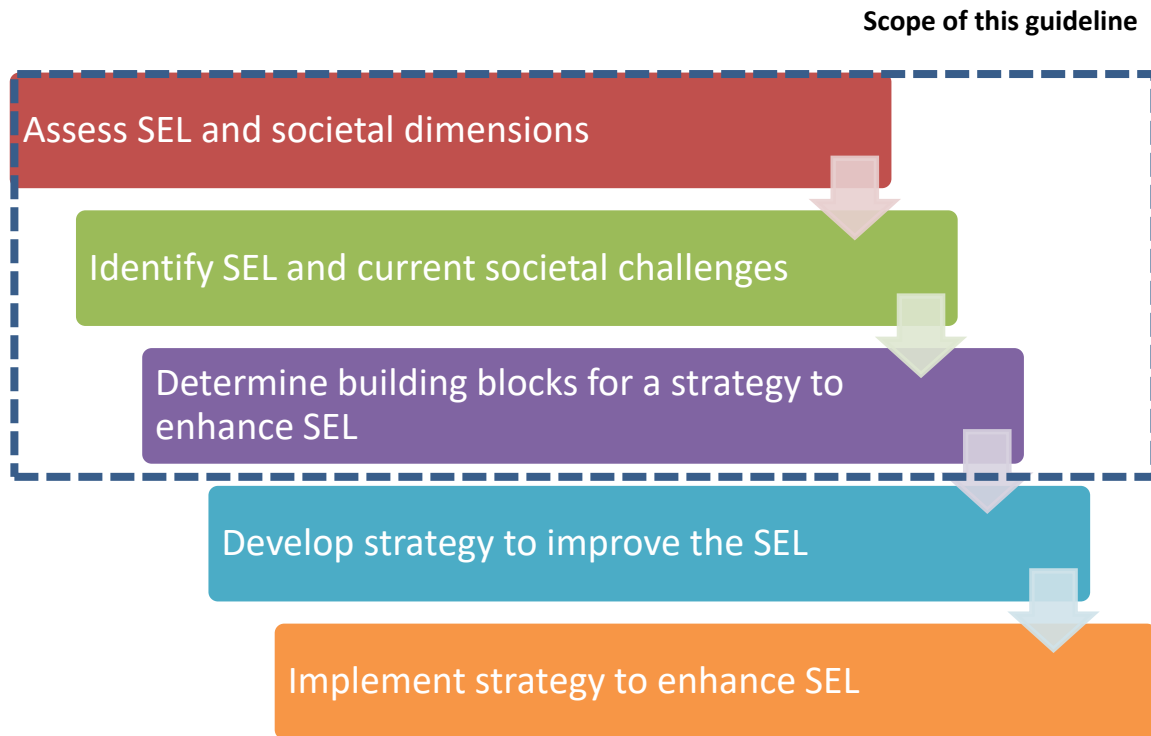 Scope of this guideline
Assess SEL and societal dimensions
Identify SEL and current societal challenges
Determine building blocks for a strategy to
enhance SEL
Develop strategy to improve the SEL
Implement strategy to enhance SEL